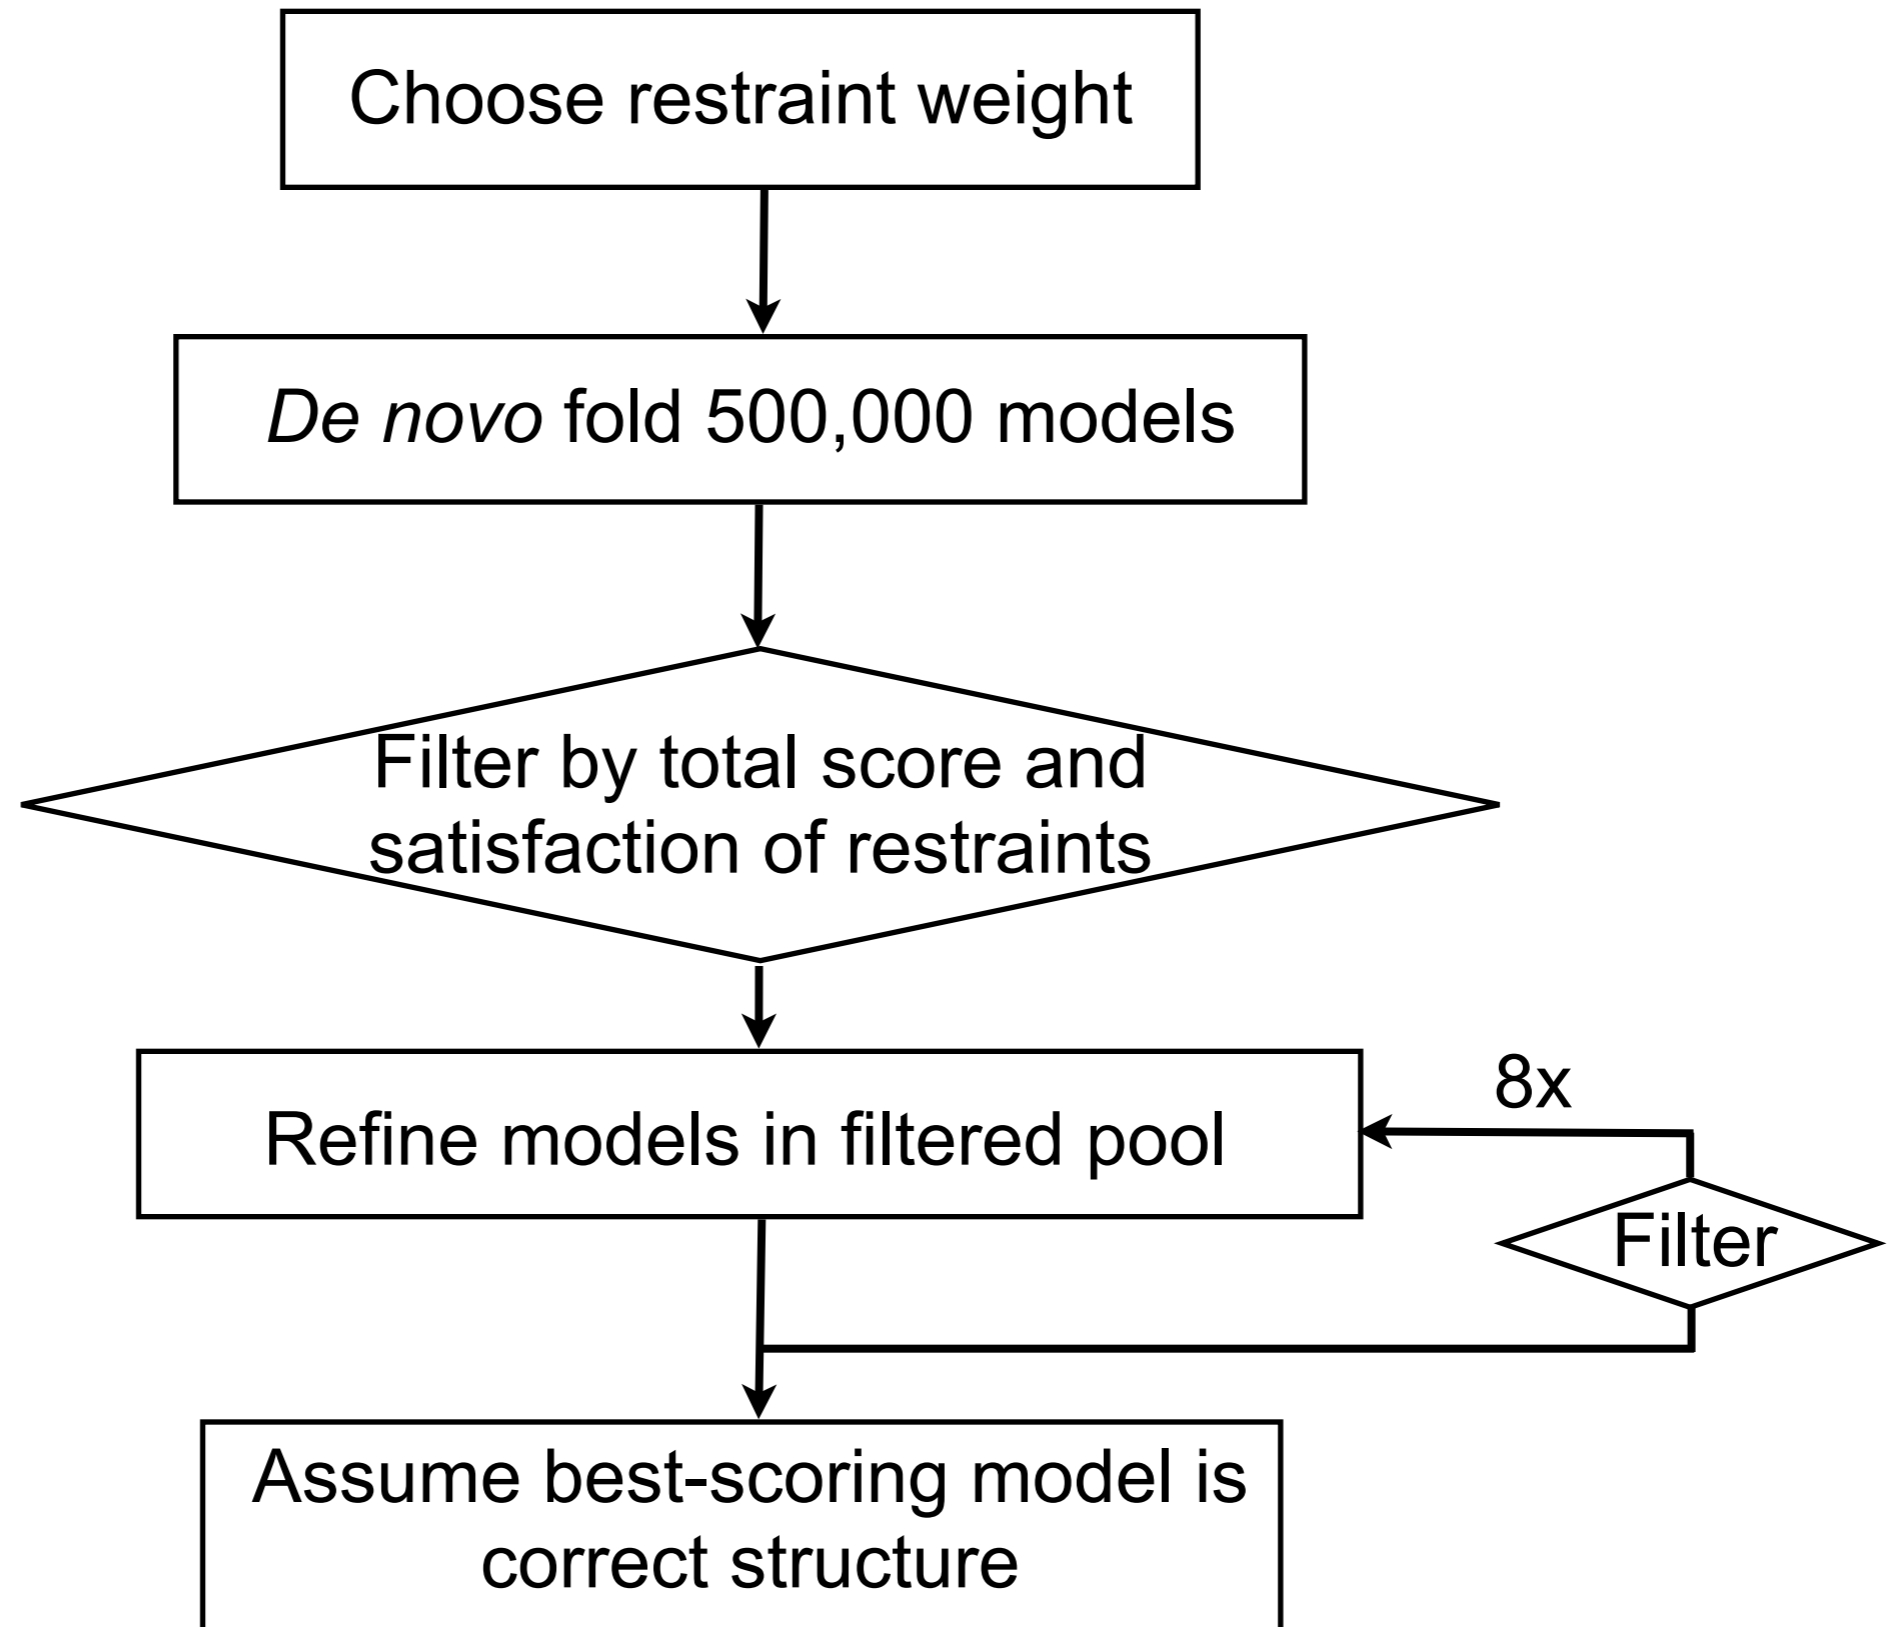 Choose restraint weight
De novo fold 500,000 models
Filter by total score and
satisfaction of restraints
Refine models in filtered pool
8x
Filter
Assume best-scoring model is
correct structure